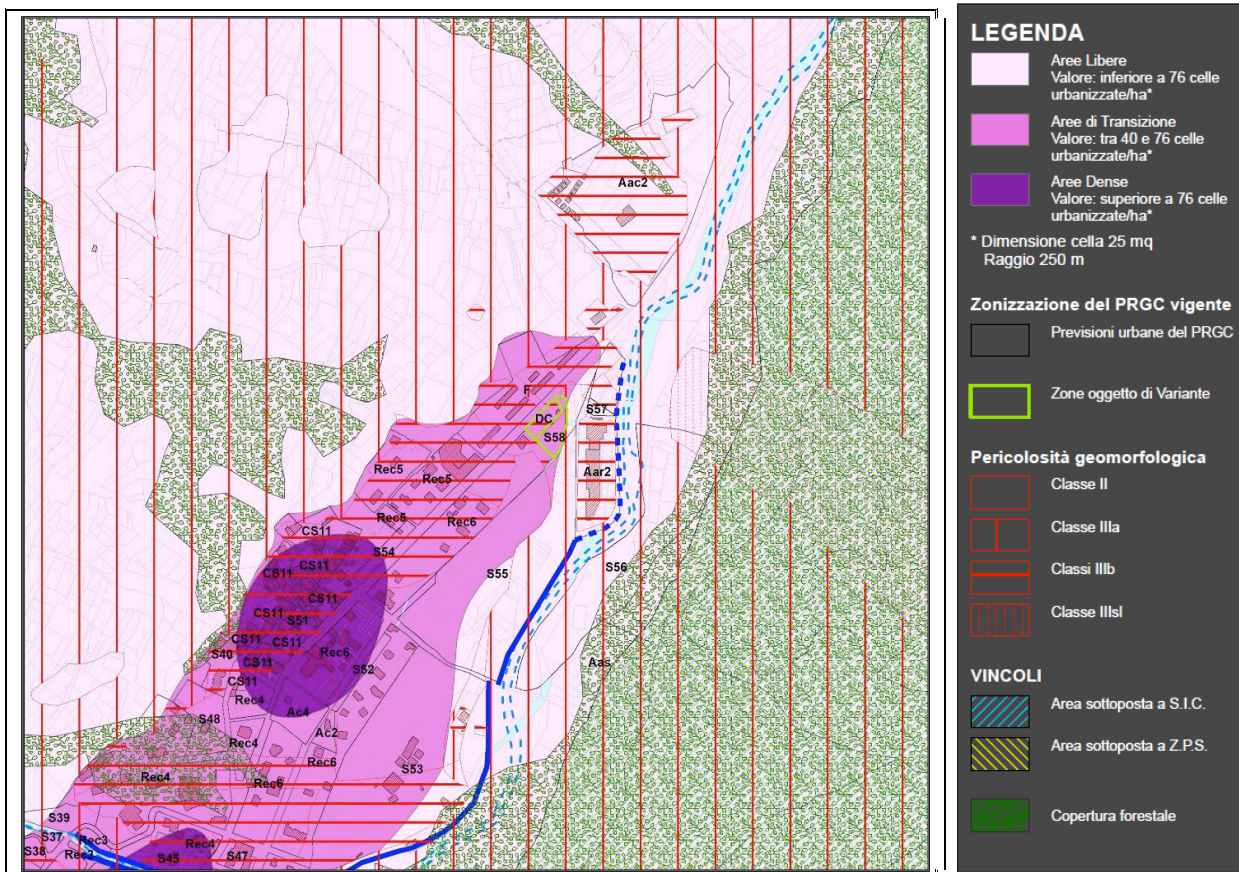 Aac2
F
S57
DC
S58
Rec5
Rec5
Aar2
Rec5
Rec6
CS11
S54
CS11
CS11
S55
S56
CS11
CS11
S51
CS11
CS11
S40
Rec6
CS11
S52
Aas
CS11
Rec4
Ac4
S48
Ac2
Rec4
Rec6
S53
Rec4
Rec6
S39
S37
Rec3
Rec4
S38
S45
S47
LEGENDA
Aree Libere
Valore: inferiore a 76 celle
urbanizzate/ha*
Aree di Transizione
Valore: tra 40 e 76 celle
urbanizzate/ha*
Aree Dense
Valore: superiore a 76 celle
urbanizzate/ha*
* Dimensione cella 25 mq
Raggio 250 m
Zonizzazione del PRGC vigente
Previsioni urbane del PRGC
Zone oggetto di Variante
Pericolosità geomorfologica
Classe II
Classe IIIa
Classi IIIb
Classe IIIsl
VINCOLI
Area sottoposta a S.I.C.
Area sottoposta a Z.P.S.
Copertura forestale